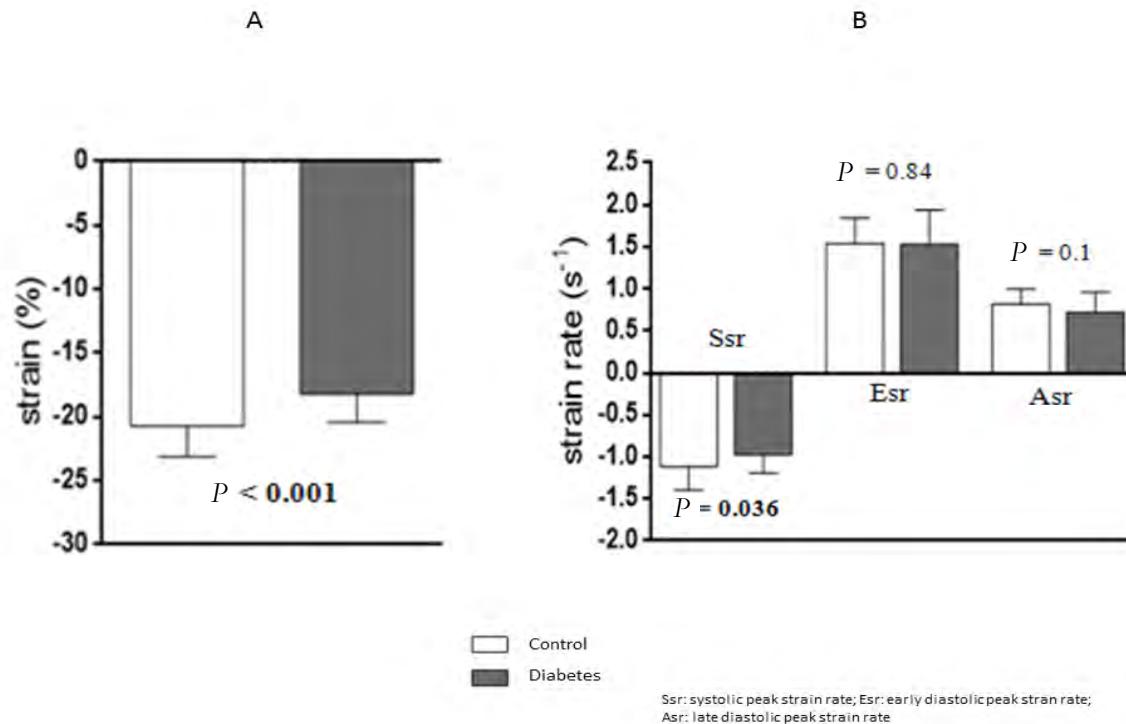 A
B
0
-5
-10
-15
-20
-25
-30
strain (%)
P < 0.001
2.5
2.0
1.5
1.0
0.5
0.0
-0.5
-1.0
-1.5
-2.0
strain rate (s⁻¹)
P = 0.84
P = 0.1
Ssr
Esr
Asr
P = 0.036
Control
Diabetes
Ssr: systolic peak strain rate; Esr: early diastolic peak stran rate;
Asr: late diastolic peak strain rate